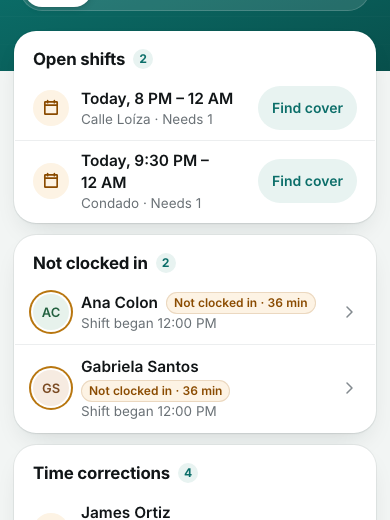 Open shifts 2
Today, 8 PM – 12 AM
Calle Loíza · Needs 1
Find cover
Today, 9:30 PM –
12 AM
Condado · Needs 1
Find cover
Not clocked in 2
AC
Ana Colon Not clocked in · 36 min
Shift began 12:00 PM
GS
Gabriela Santos
Not clocked in · 36 min
Shift began 12:00 PM
Time corrections 4
James Ortiz